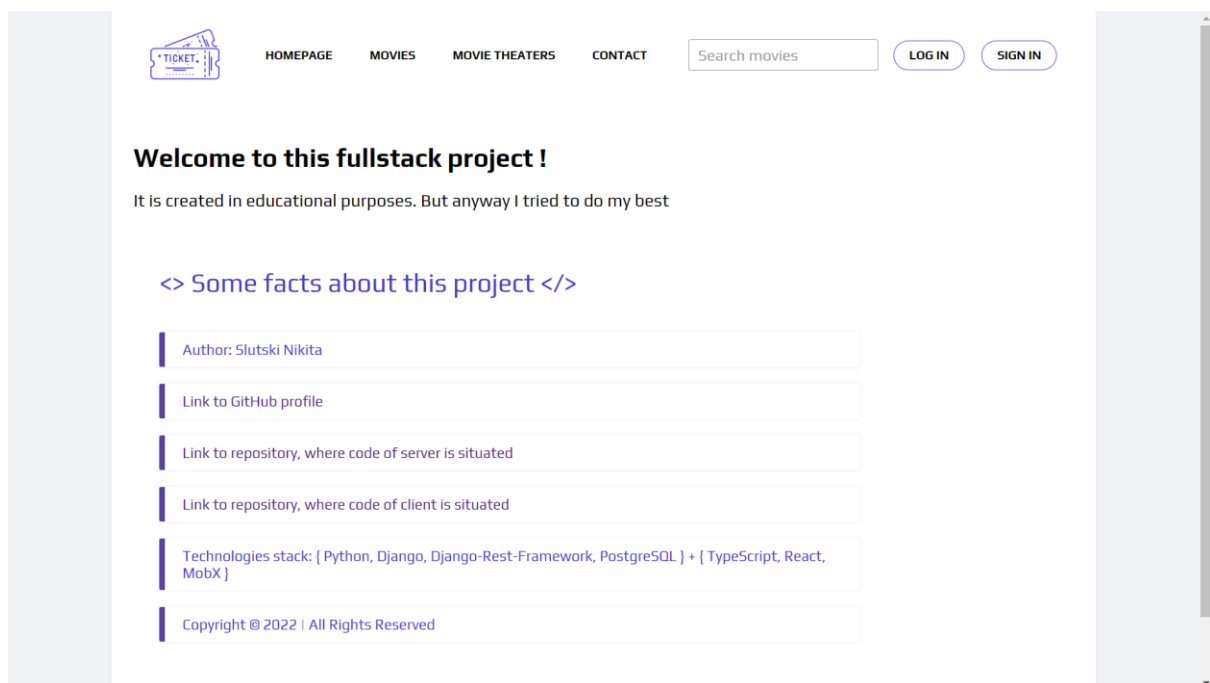 TICKET
HOMEPAGE MOVIES MOVIE THEATERS CONTACT Search movies LOG IN SIGN IN
Welcome to this fullstack project !
It is created in educational purposes. But anyway I tried to do my best
<> Some facts about this project </>
Author: Slutski Nikita
Link to GitHub profile
Link to repository, where code of server is situated
Link to repository, where code of client is situated
Technologies stack: { Python, Django, Django-Rest-Framework, PostgreSQL } + { TypeScript, React,
MobX }
Copyright © 2022 | All Rights Reserved